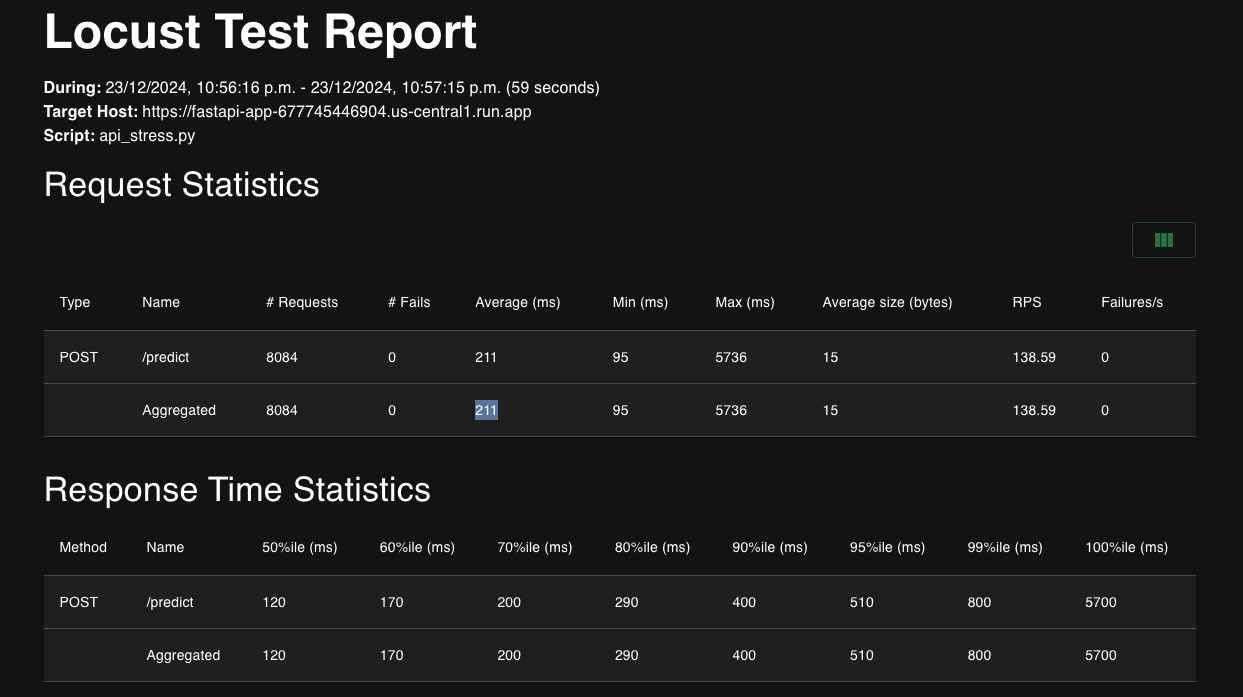 Locust Test Report
During: 23/12/2024, 10:56:16 p.m. - 23/12/2024, 10:57:15 p.m. (59 seconds)
Target Host: https://fastapi-app-677745446904.us-central1.run.app
Script: api_stress.py
Request Statistics
Type Name # Requests # Fails Average (ms) Min (ms) Max (ms) Average size (bytes) RPS Failures/s
POST /predict 8084 0 211 95 5736 15 138.59 0
Aggregated 8084 0 211 95 5736 15 138.59 0
Response Time Statistics
Method Name 50%ile (ms) 60%ile (ms) 70%ile (ms) 80%ile (ms) 90%ile (ms) 95%ile (ms) 99%ile (ms) 100%ile (ms)
POST /predict 120 170 200 290 400 510 800 5700
Aggregated 120 170 200 290 400 510 800 5700